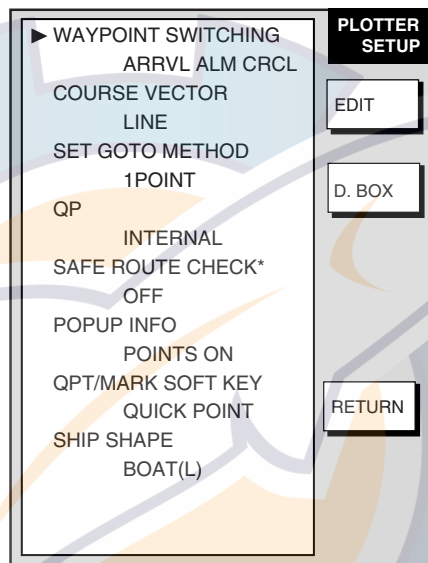 ▶ WAYPOINT SWITCHING
ARRVL ALM CRCL
COURSE VECTOR
LINE
SET GOTO METHOD
1POINT
QP
INTERNAL
SAFE ROUTE CHECK*
OFF
POPUP INFO
POINTS ON
QPT/MARK SOFT KEY
QUICK POINT
SHIP SHAPE
BOAT(L)
PLOTTER
SETUP
EDIT
D. BOX
RETURN